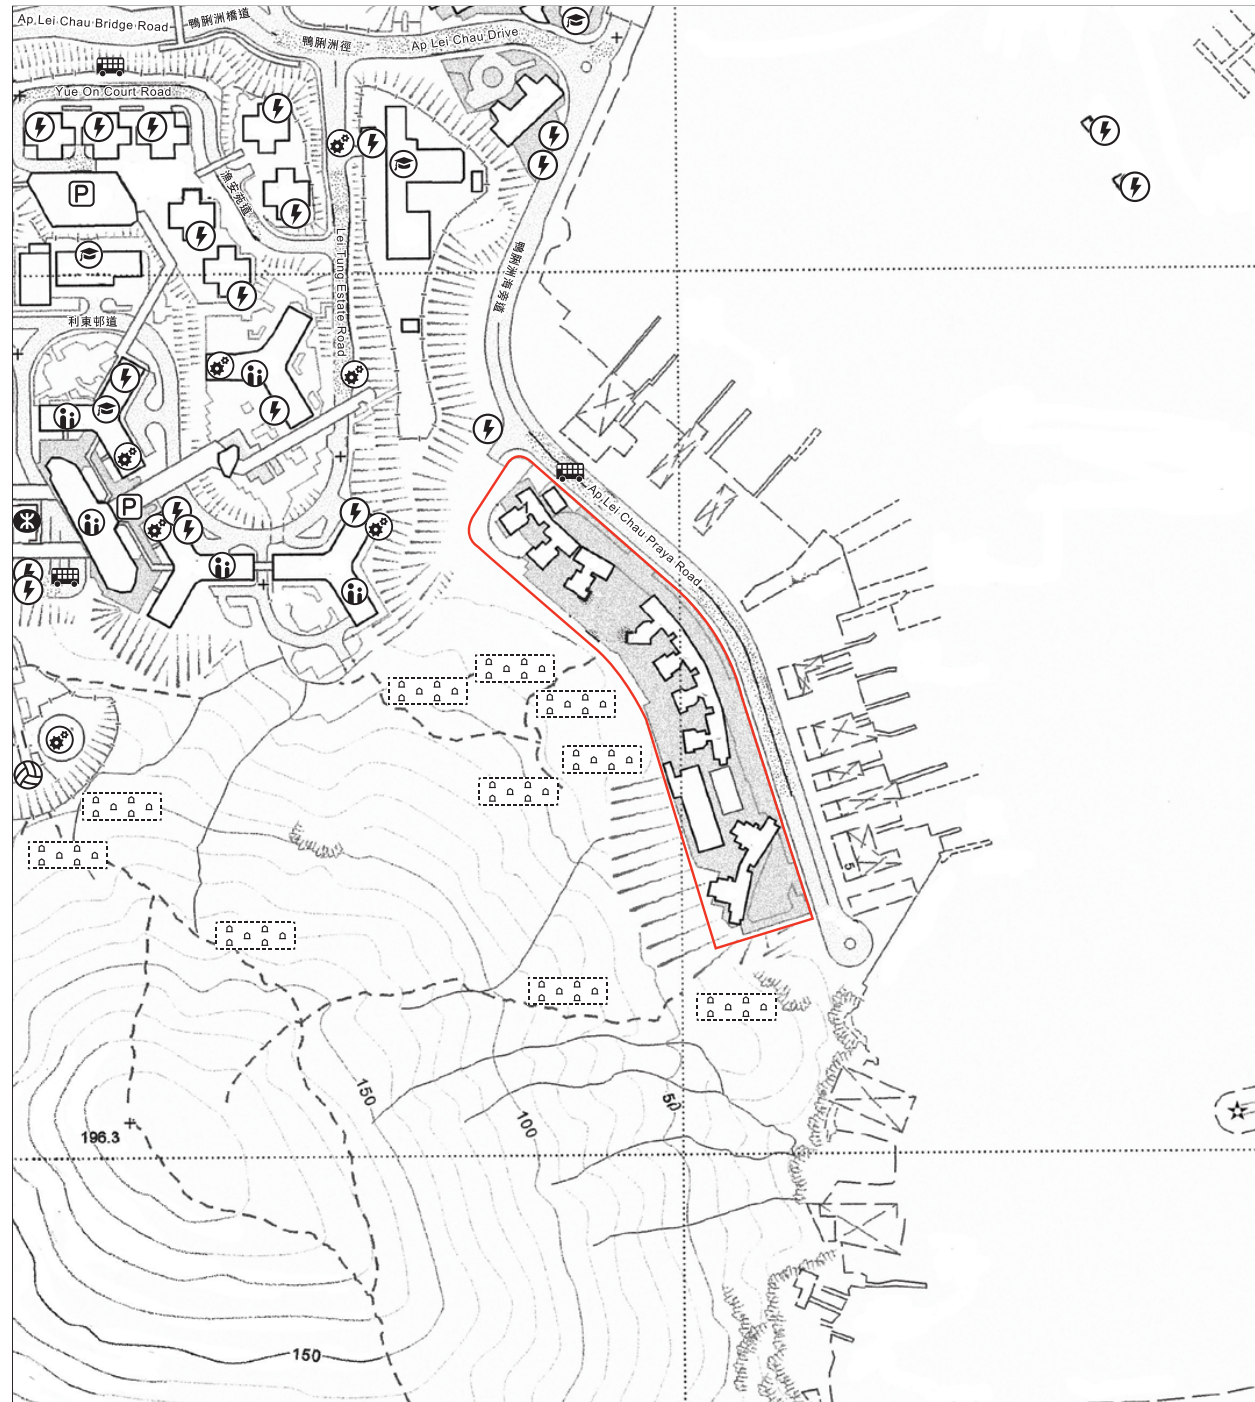 Ap Lei Chau Bridge Road
鴨脷洲橋道
鴨脷洲徑
Ap Lei Chau Drive
Yue On Court Road
漁安苑道
P
Lei Tung Estate Road
鴨脷洲海旁道
利東邨道
P
Ap Lei Chau Praya Road
5
150
100
50
196.3
150